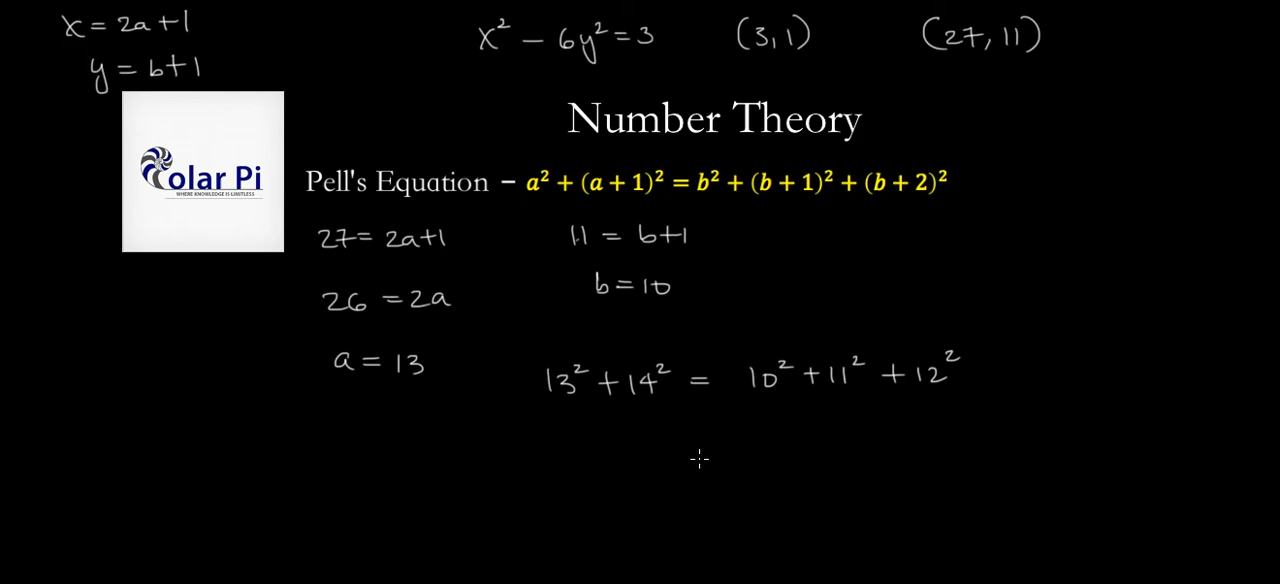 x = 2a+1
x² − 6y² = 3 (3,1) (27, 11)
y = b+1
Number Theory
olar Pi
WHERE KNOWLEDGE IS LIMITLESS
Pell's Equation – a² + (a + 1)² = b² + (b + 1)² + (b + 2)²
27 = 2a+1 11 = b+1
26 = 2a b = 10
a = 13 13² + 14² = 10² + 11² + 12²